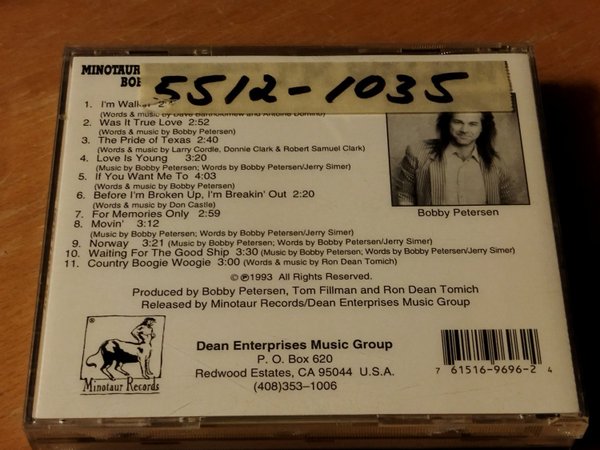 MINOTAUR
5512-1035
1. I'm Walkin'
(Words & music by Dave Bartholomew and Antoine Domino)
2. Was It True Love 2:52
(Words & music by Bobby Petersen)
3. The Pride of Texas 2:40
(Words & music by Larry Cordle, Donnie Clark & Robert Samuel Clark)
4. Love Is Young 3:20
(Music by Bobby Petersen; Words by Bobby Petersen/Jerry Simer)
5. If You Want Me To 4:03
(Words & music by Bobby Petersen)
6. Before I'm Broken Up, I'm Breakin' Out 2:20
(Words & music by Don Castle)
7. For Memories Only 2:59
8. Movin' 3:12
(Music by Bobby Petersen; Words by Bobby Petersen/Jerry Simer)
9. Norway 3:21 (Music by Bobby Petersen; Words by Bobby Petersen/Jerry Simer)
10. Waiting For The Good Ship 3:30 (Music by Bobby Petersen; Words by Bobby Petersen/Jerry Simer)
11. Country Boogie Woogie 3:00 (Words & music by Ron Dean Tomich)
Bobby Petersen
© ℗ 1993 All Rights Reserved.
Produced by Bobby Petersen, Tom Fillman and Ron Dean Tomich
Released by Minotaur Records/Dean Enterprises Music Group
®
Minotaur Records
Dean Enterprises Music Group
P. O. Box 620
Redwood Estates, CA 95044 U.S.A.
(408)353–1006
7 61516-9696-2 4